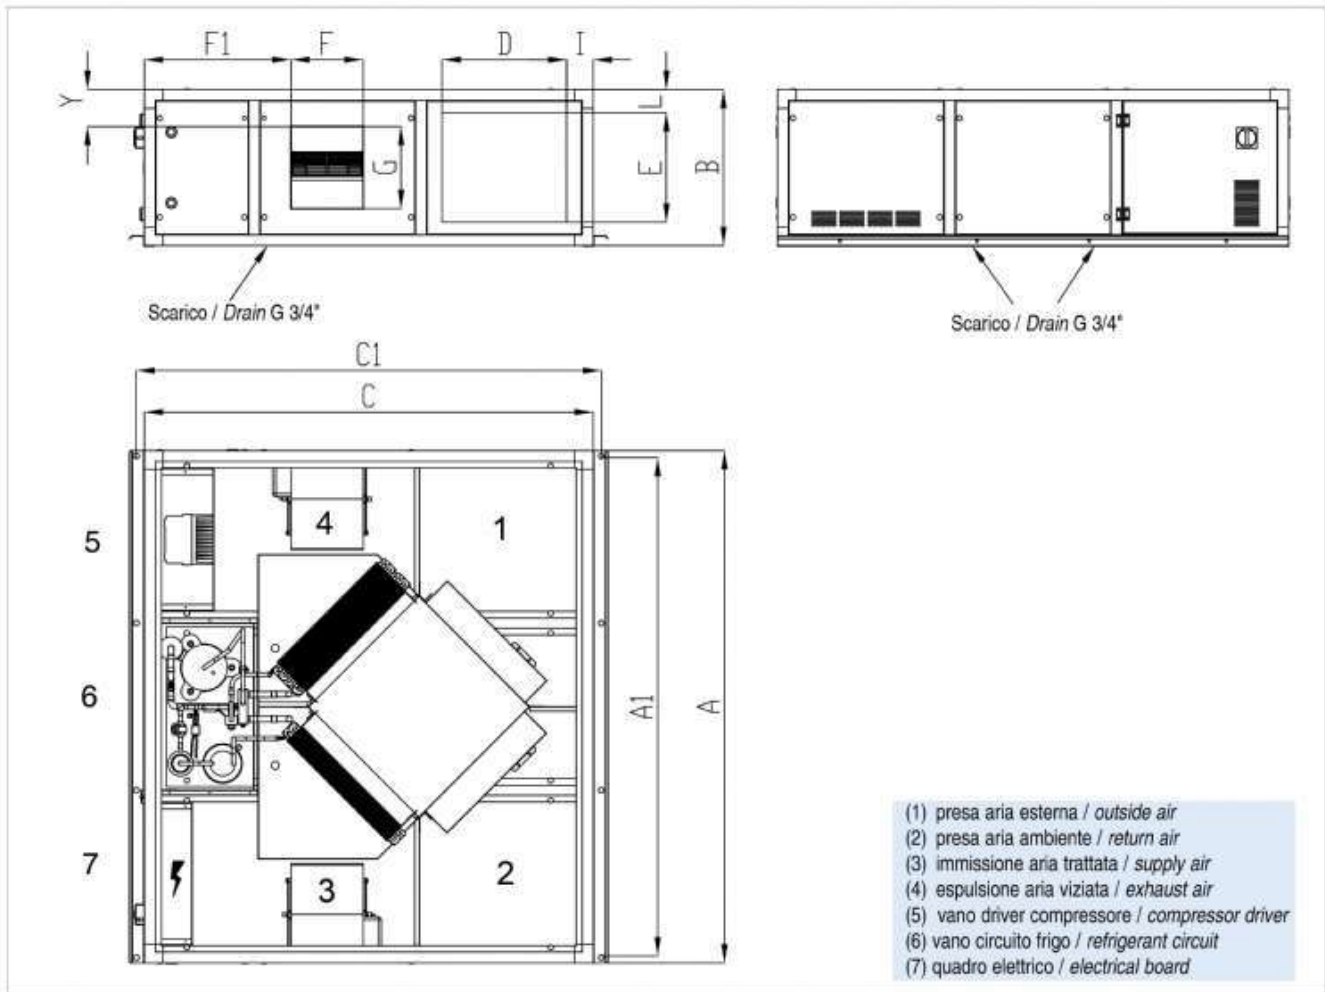 F1
F
D
I
Y
G
L
E
B
Scarico / Drain G 3/4"
Scarico / Drain G 3/4"
C1
C
4
1
5
6
A1
A
7
3
2
(1) presa aria esterna / outside air
(2) presa aria ambiente / return air
(3) immissione aria trattata / supply air
(4) espulsione aria viziata / exhaust air
(5) vano driver compressore / compressor driver
(6) vano circuito frigo / refrigerant circuit
(7) quadro elettrico / electrical board